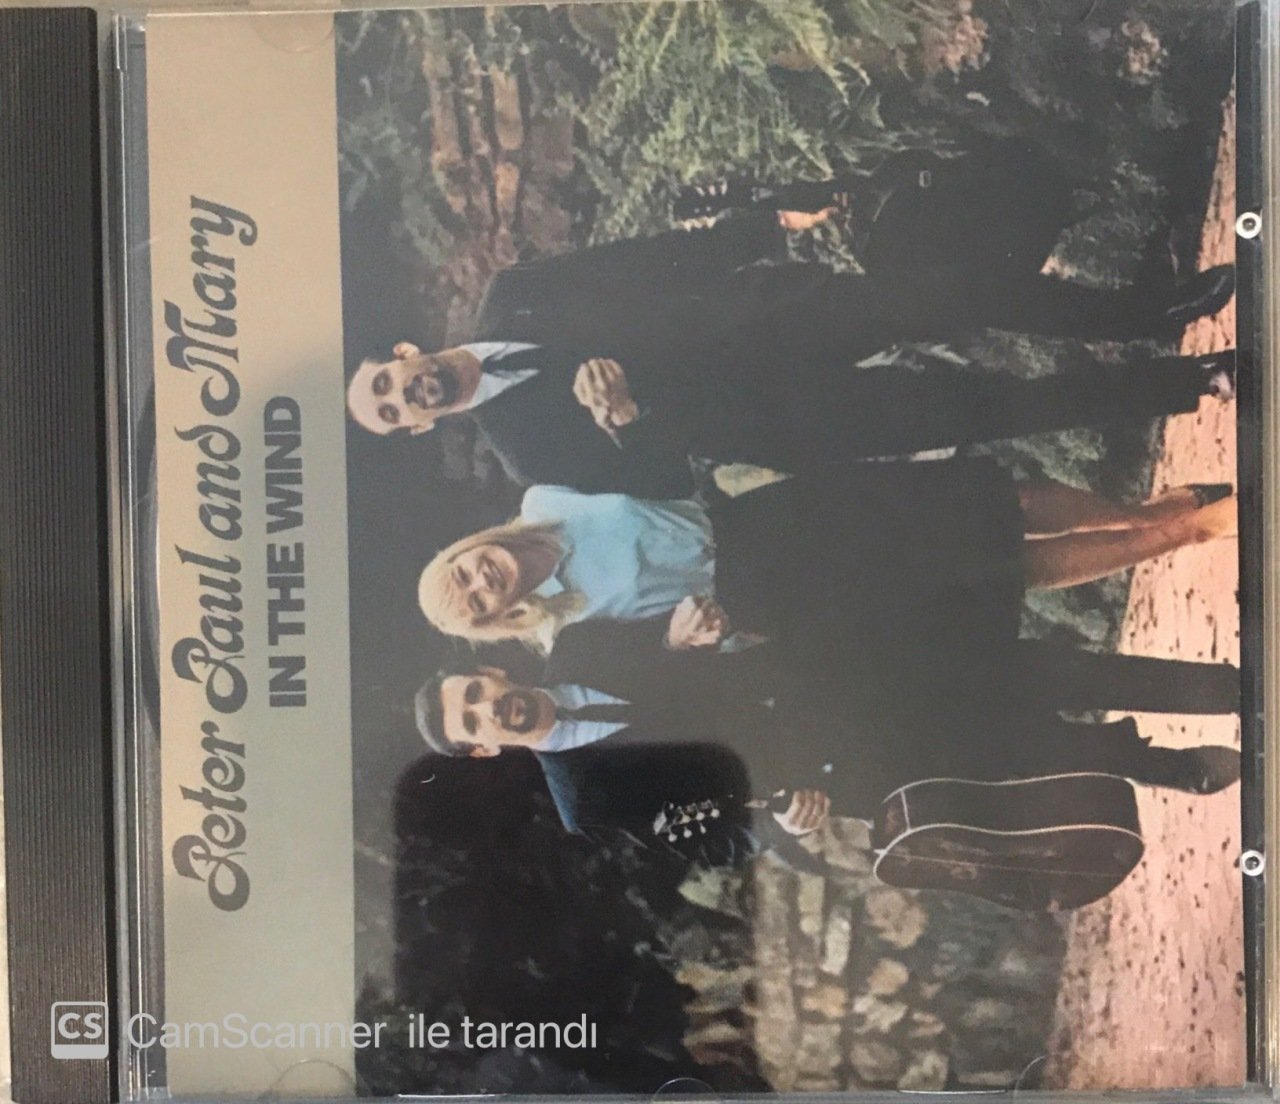 Peter Paul and Mary
IN THE WIND
CS CamScanner ile tarandı